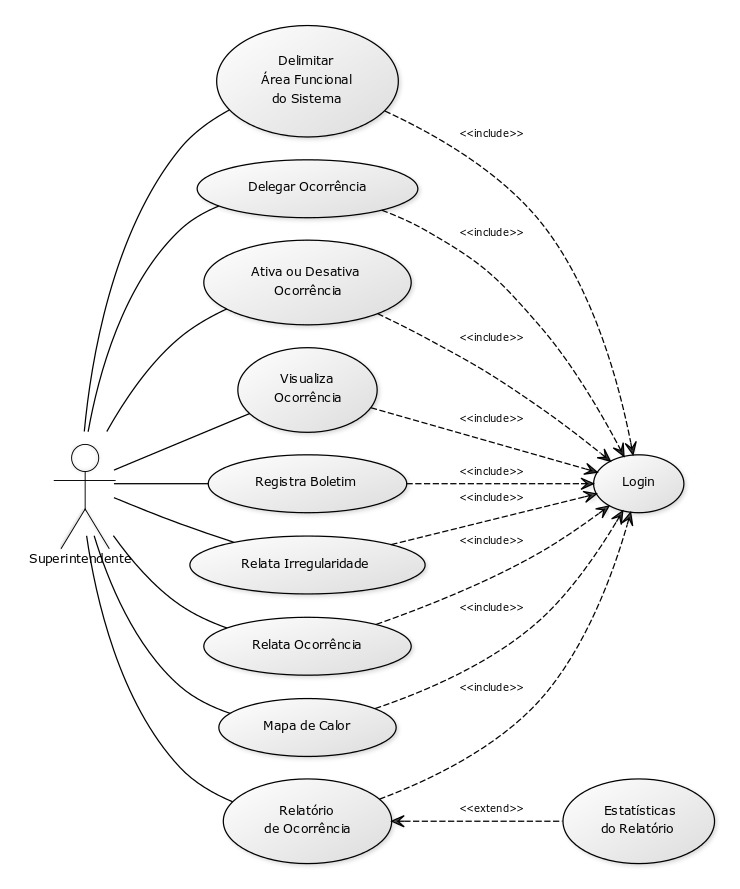 Delimitar
Área Funcional
do Sistema
<<include>>
Delegar Ocorrência
<<include>>
Ativa ou Desativa
Ocorrência
<<include>>
Visualiza
Ocorrência
<<include>>
Registra Boletim
<<include>>
Login
<<include>>
Superintendente
Relata Irregularidade
<<include>>
Relata Ocorrência
<<include>>
Mapa de Calor
<<include>>
Relatório
de Ocorrência
<<extend>>
Estatísticas
do Relatório